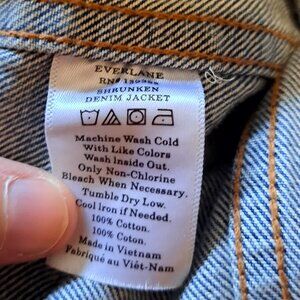 EVERLANE
RN#
SHRUNKEN
DENIM JACKET
Machine Wash Cold
With Like Colors
Wash Inside Out.
Only Non-Chlorine
Bleach When Necessary.
Tumble Dry Low.
Cool Iron if Needed.
100% Cotton.
100% Coton.
Made in Vietnam
Fabriqué au Viêt-Nam